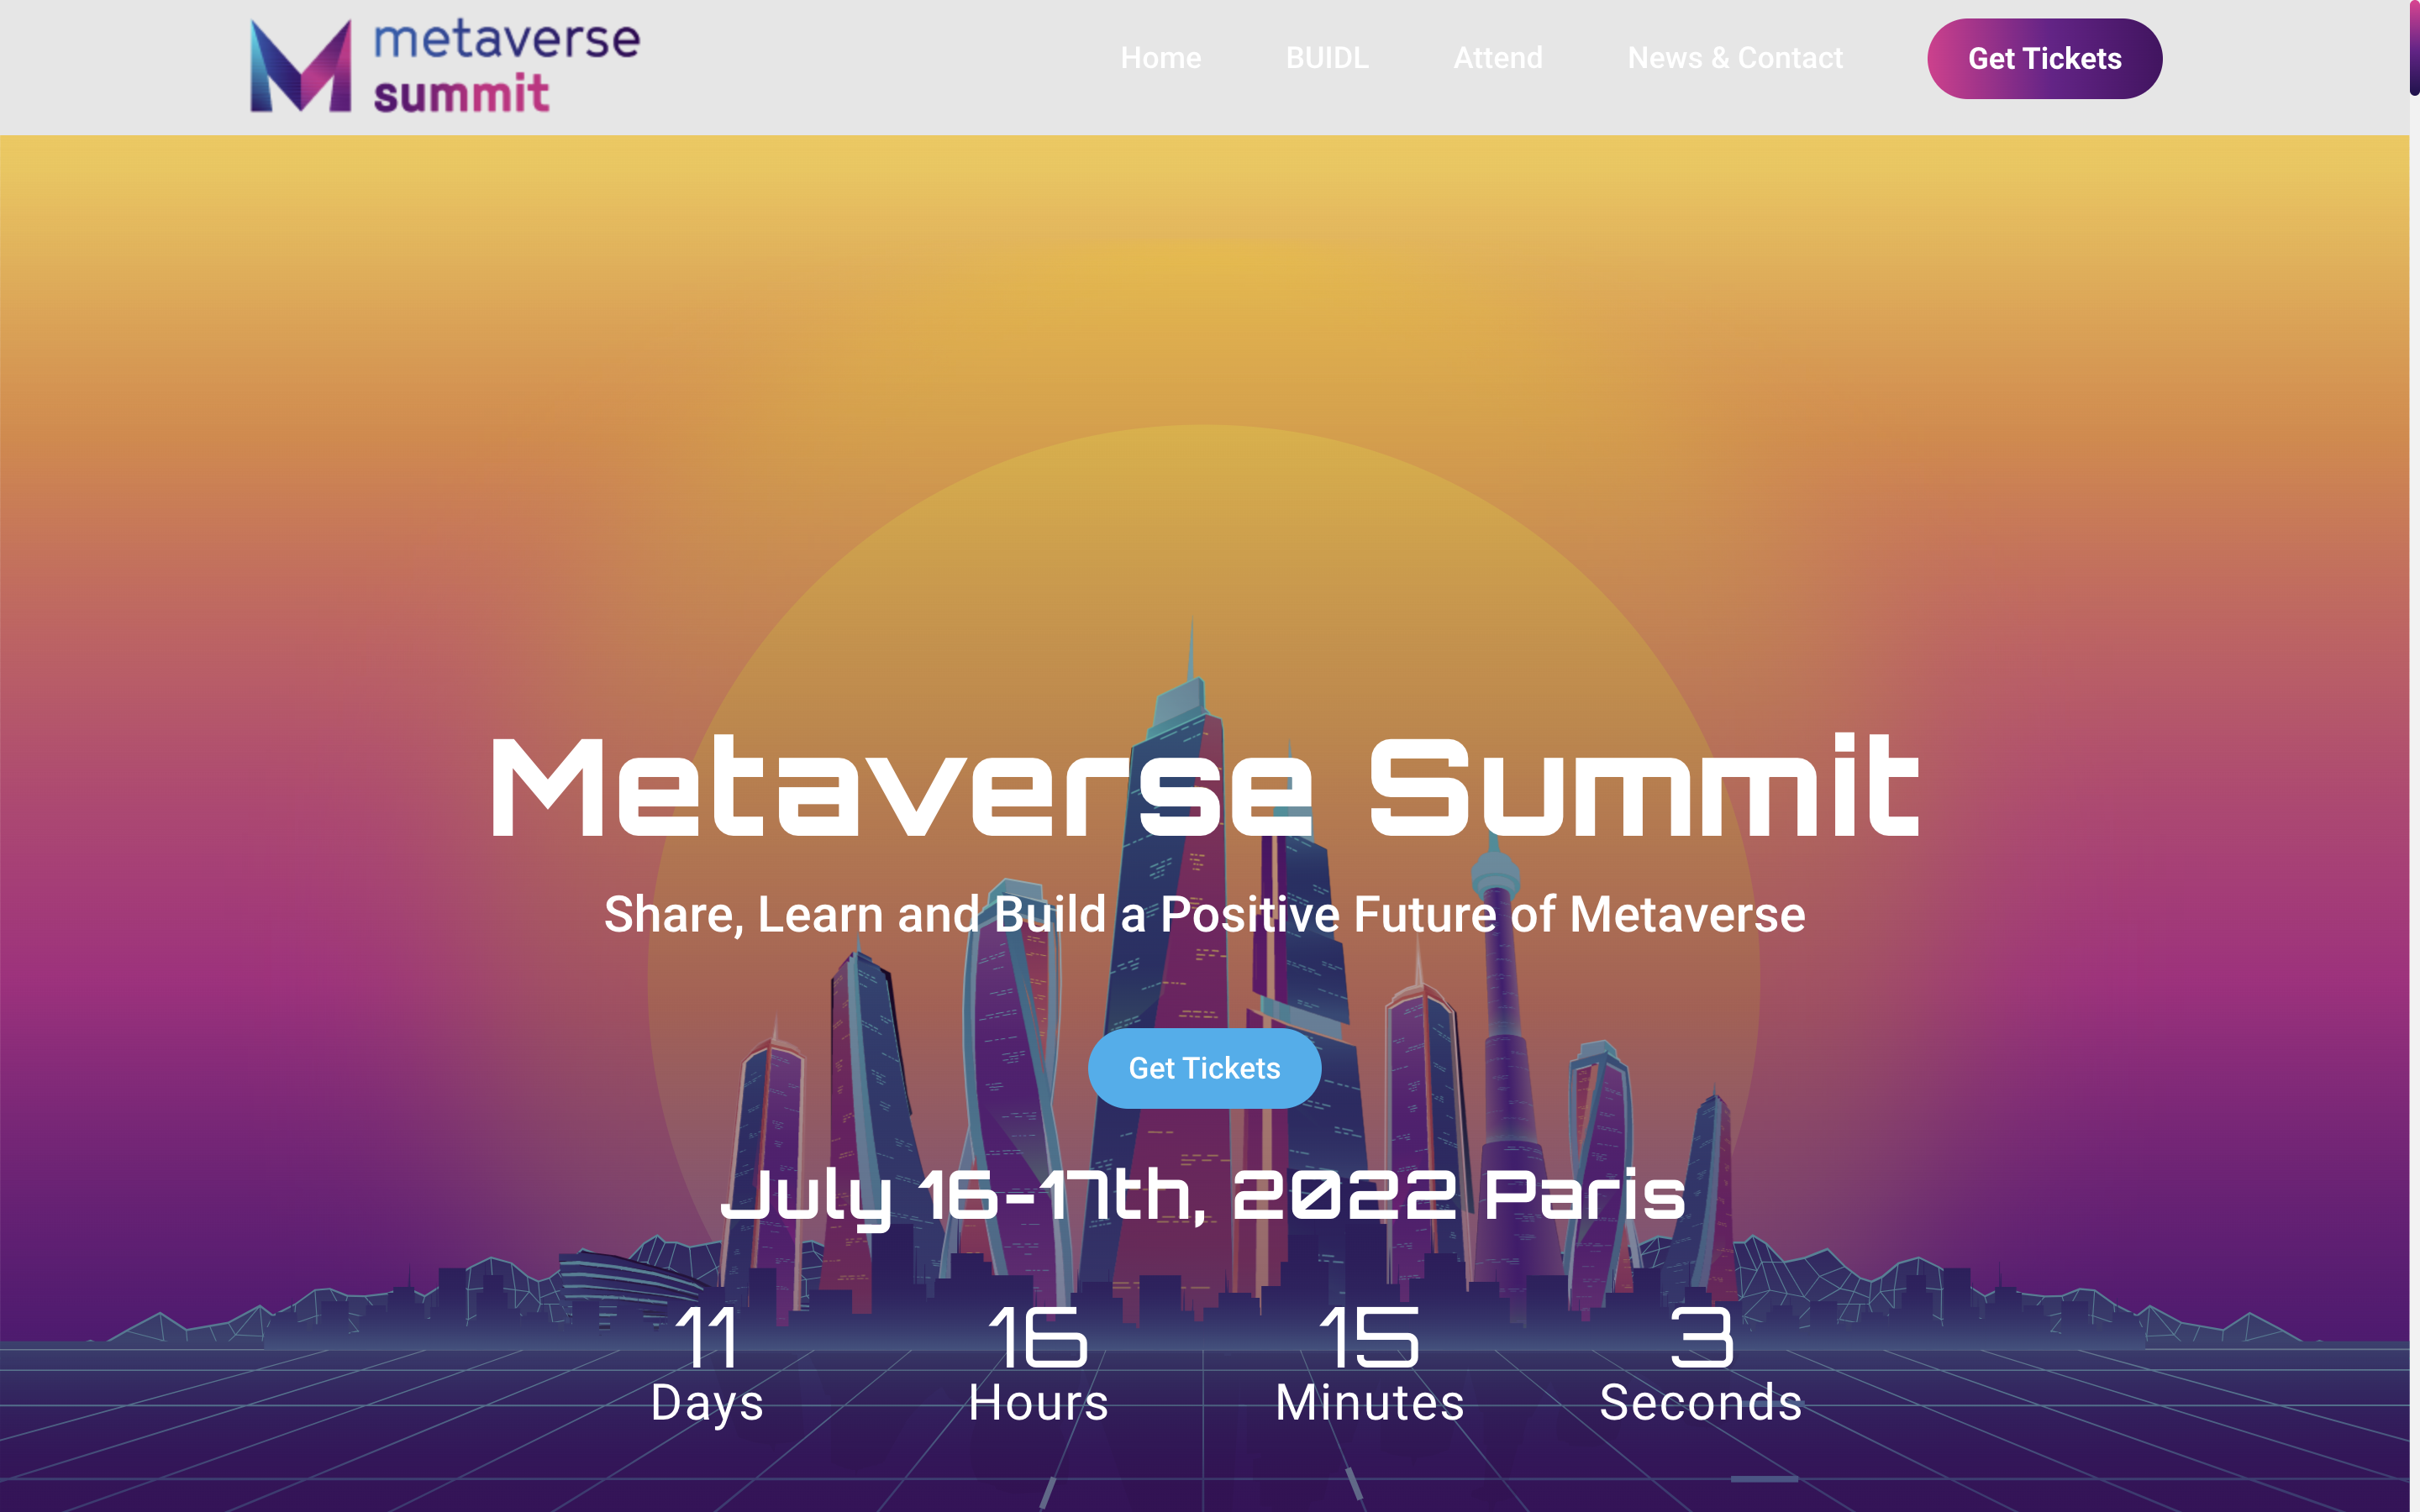 metaverse
summit
Home BUIDL Attend News & Contact Get Tickets
Metaverse Summit
Share, Learn and Build a Positive Future of Metaverse
Get Tickets
July 16-17th, 2022 Paris
11 16 15 3
Days Hours Minutes Seconds